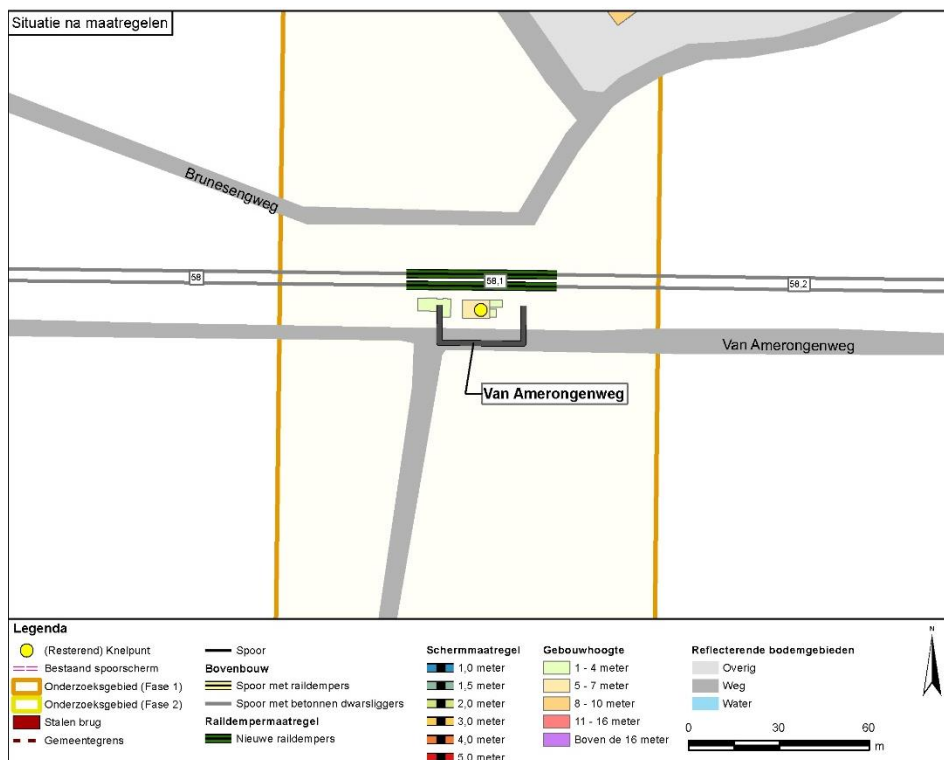 Situatie na maatregelen
Brunesengweg
58
58,1
58,2
Van Amerongenweg
Van Amerongenweg
Legenda
(Resterend) Knelpunt
Bestaand spoorscherm
Onderzoeksgebied (Fase 1)
Onderzoeksgebied (Fase 2)
Stalen brug
Gemeentegrens
Spoor
Bovenbouw
Spoor met raildempers
Spoor met betonnen dwarsliggers
Raildempermaatregel
Nieuwe raildempers
Schermmaatregel
1,0 meter
1,5 meter
2,0 meter
3,0 meter
4,0 meter
5,0 meter
Gebouwhoogte
1 - 4 meter
5 - 7 meter
8 - 10 meter
11 - 16 meter
Boven de 16 meter
Reflecterende bodemgebieden
Overig
Weg
Water
N
0 30 60
m